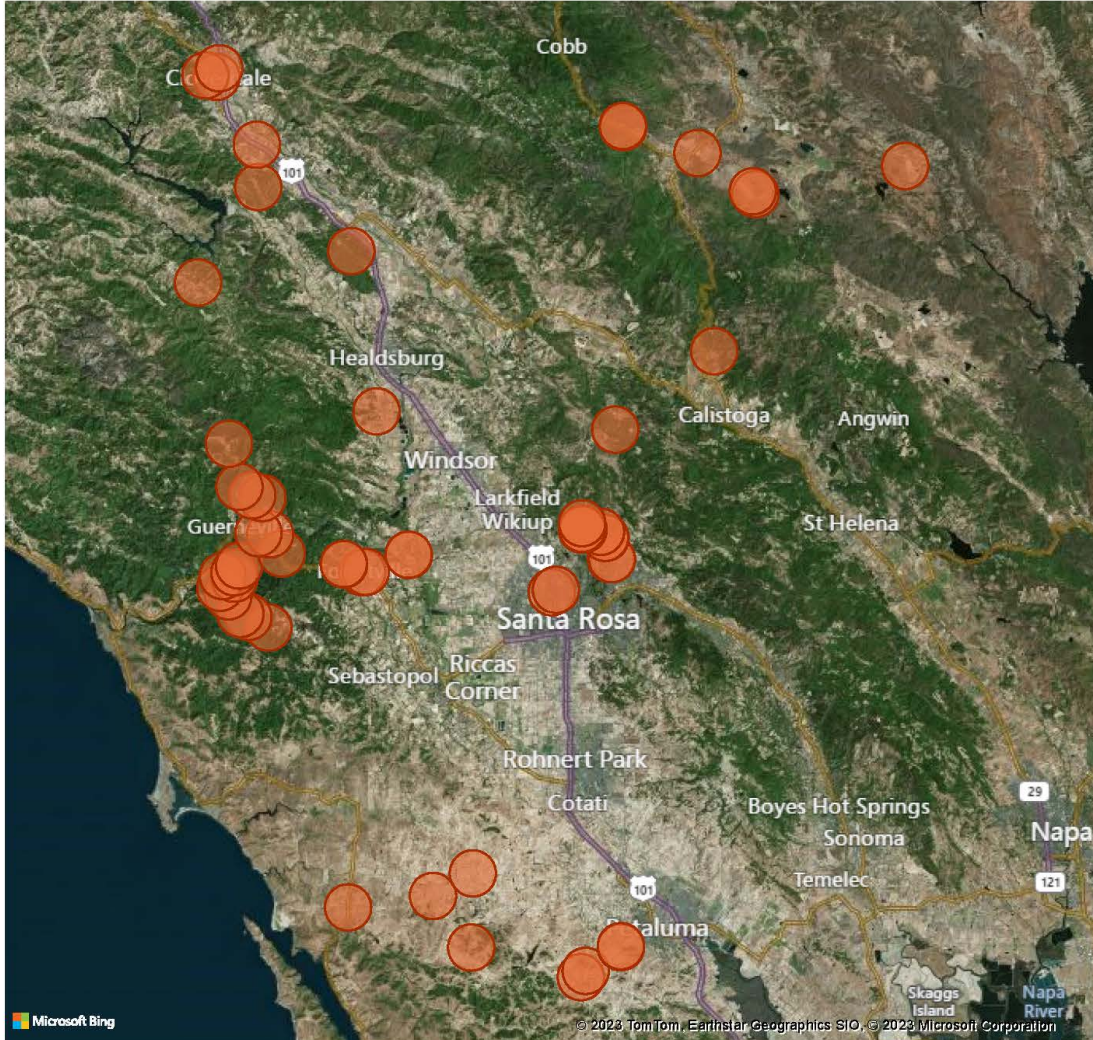 Cobb
101
Healdsburg
Calistoga
Angwin
Windsor
Larkfield
Wikiup
St Helena
101
Santa Rosa
Sebastopol
Riccas
Corner
Rohnert Park
Cotati
29
Boyes Hot Springs
Sonoma
Napa
Temelec
121
101
Skaggs
Island
Napa
River
Microsoft Bing
© 2023 TomTom, Earthstar Geographics SIO, © 2023 Microsoft Corporation